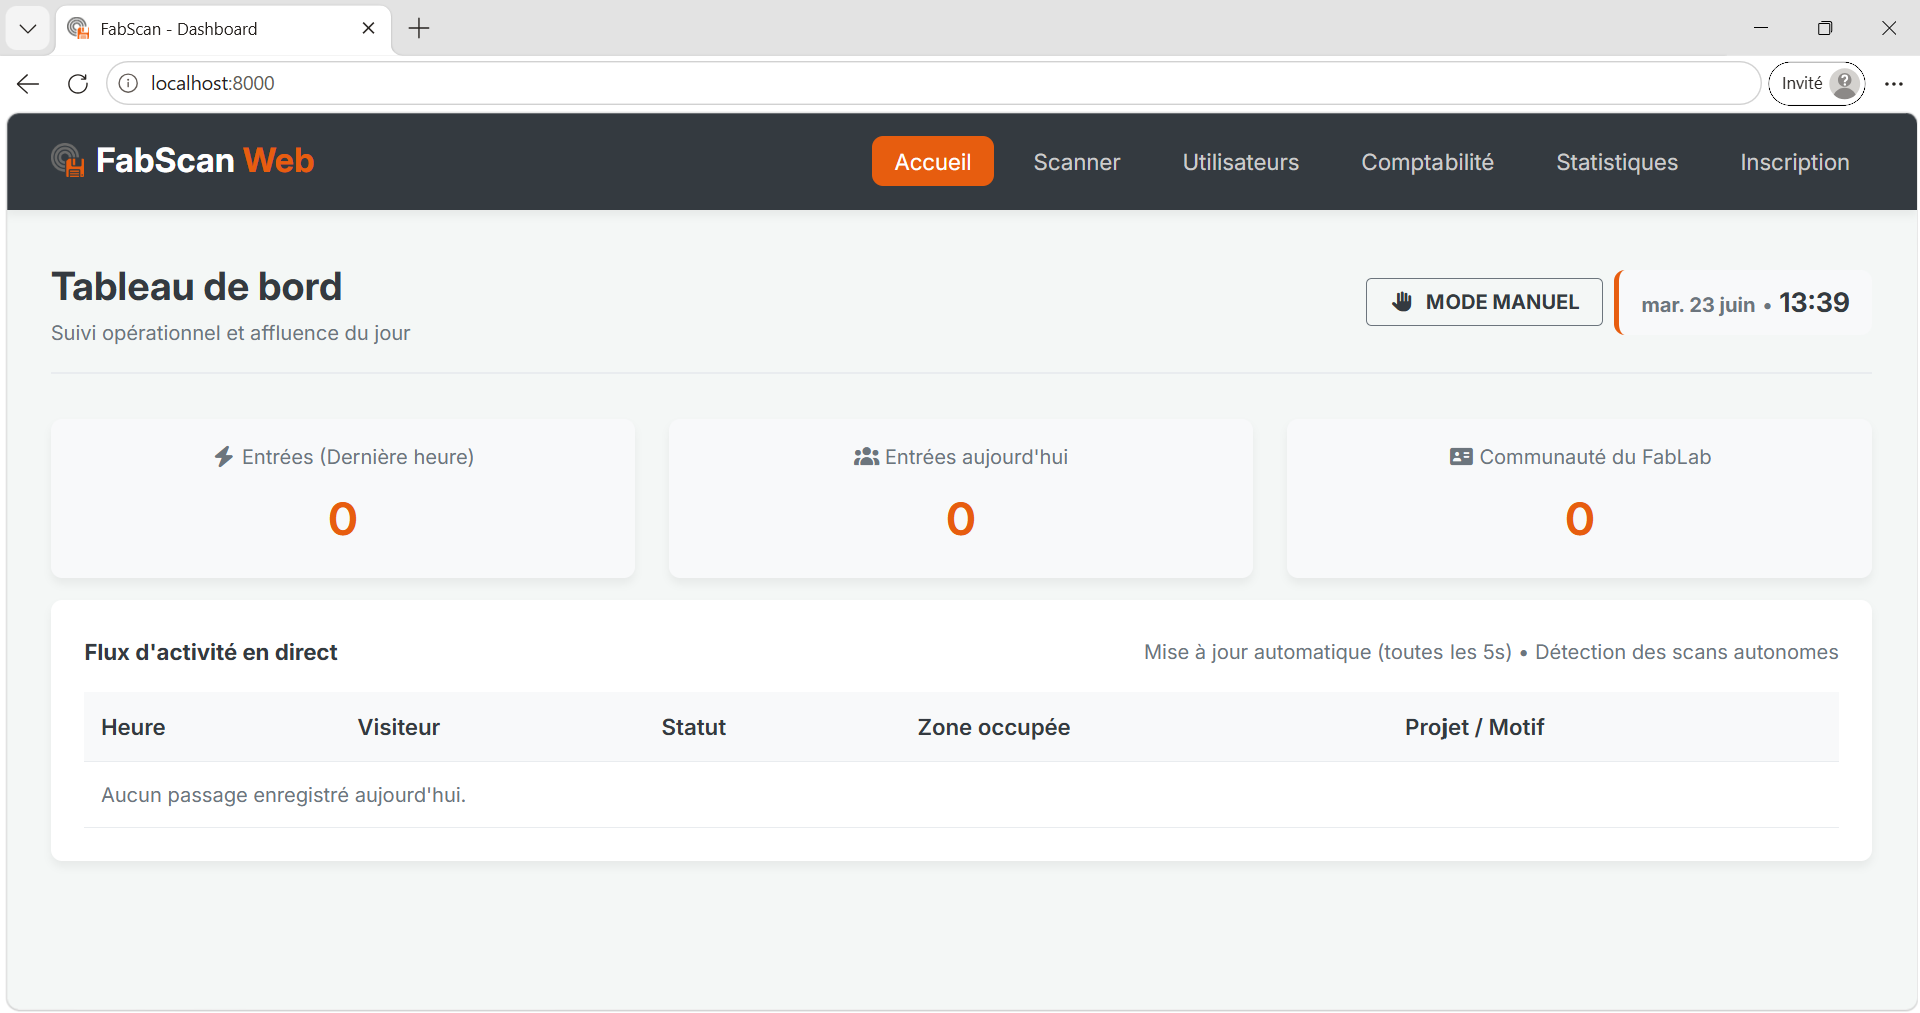 FabScan - Dashboard
localhost:8000
Invité
FabScan Web
Accueil
Scanner
Utilisateurs
Comptabilité
Statistiques
Inscription
Tableau de bord
Suivi opérationnel et affluence du jour
MODE MANUEL
mar. 23 juin • 13:39
Entrées (Dernière heure)
0
Entrées aujourd'hui
0
Communauté du FabLab
0
Flux d'activité en direct
Mise à jour automatique (toutes les 5s) • Détection des scans autonomes
Heure Visiteur Statut Zone occupée Projet / Motif
Aucun passage enregistré aujourd'hui.